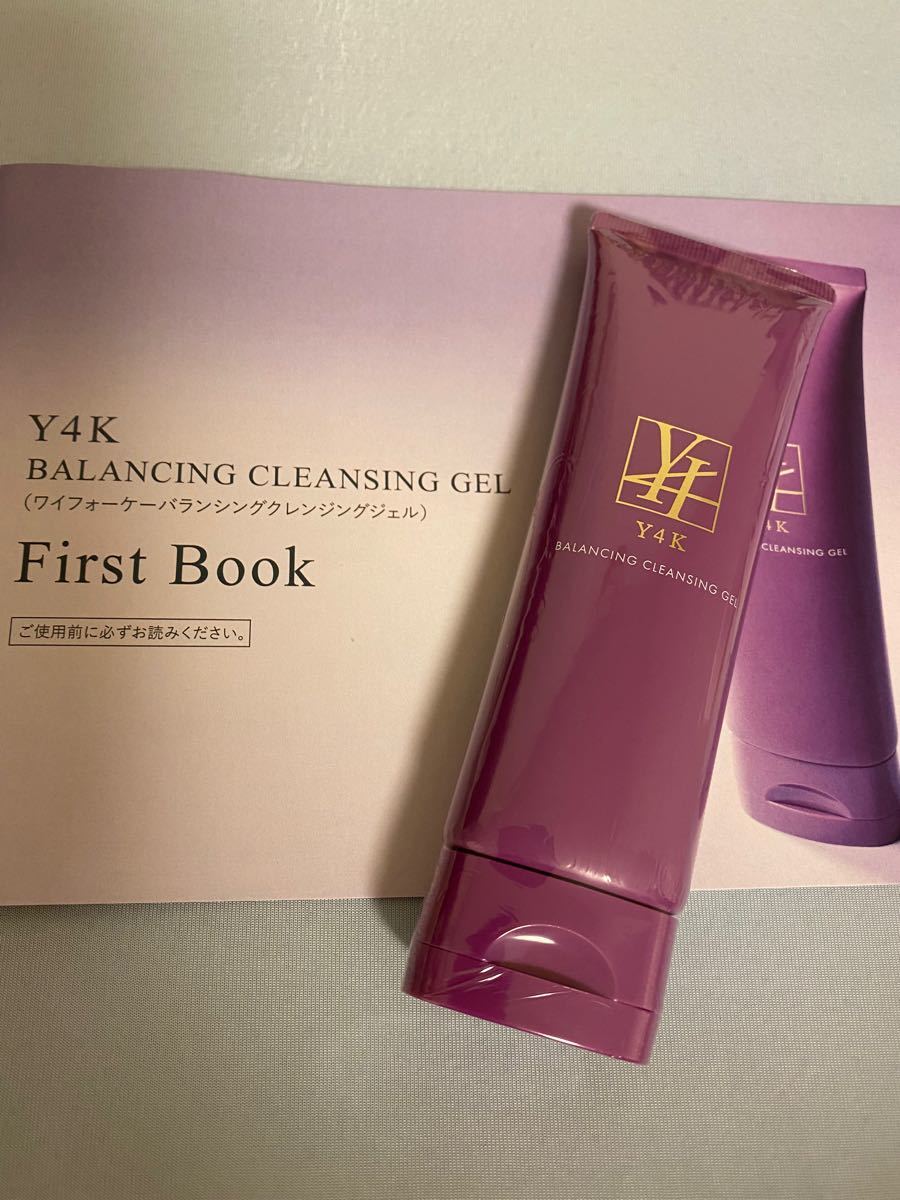 Y4K
BALANCING CLEANSING GEL
（ワイフォーケーバランシングクレンジングジェル）
First Book
ご使用前に必ずお読みください。
Y4K
BALANCING CLEANSING GEL
4K
CLEANSING GEL